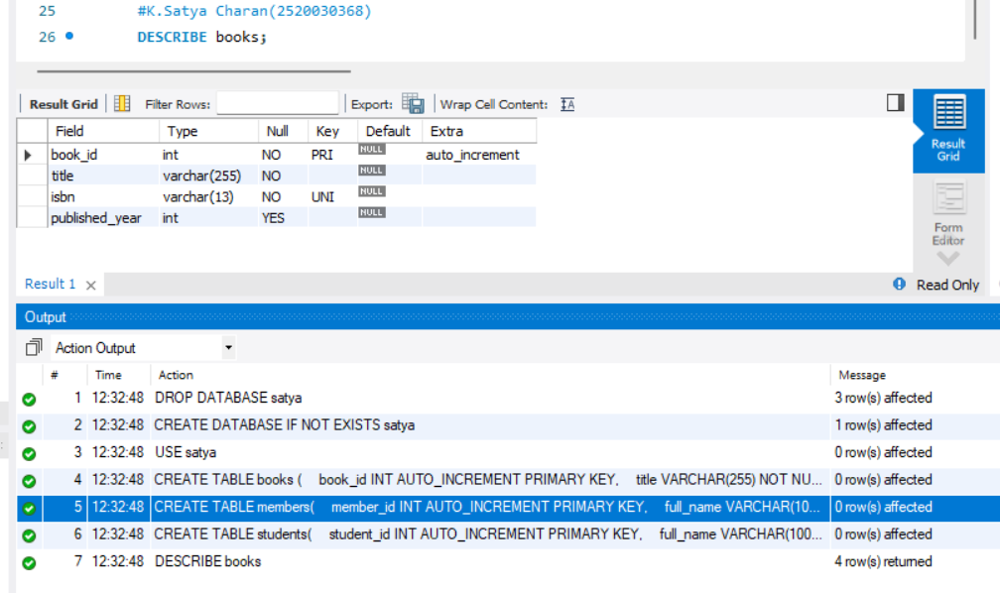 25 #K.Satya Charan(2520030368)
26 DESCRIBE books;
Result Grid Filter Rows: Export: Wrap Cell Content:
Field Type Null Key Default Extra
book_id int NO PRI NULL auto_increment
title varchar(255) NO NULL
isbn varchar(13) NO UNI NULL
published_year int YES NULL
Result
Grid
Form
Editor
Result 1 Read Only
Output
Action Output
# Time Action Message
1 12:32:48 DROP DATABASE satya 3 row(s) affected
2 12:32:48 CREATE DATABASE IF NOT EXISTS satya 1 row(s) affected
3 12:32:48 USE satya 0 row(s) affected
4 12:32:48 CREATE TABLE books ( book_id INT AUTO_INCREMENT PRIMARY KEY, title VARCHAR(255) NOT NU... 0 row(s) affected
5 12:32:48 CREATE TABLE members( member_id INT AUTO_INCREMENT PRIMARY KEY, full_name VARCHAR(10... 0 row(s) affected
6 12:32:48 CREATE TABLE students( student_id INT AUTO_INCREMENT PRIMARY KEY, full_name VARCHAR(100... 0 row(s) affected
7 12:32:48 DESCRIBE books 4 row(s) returned